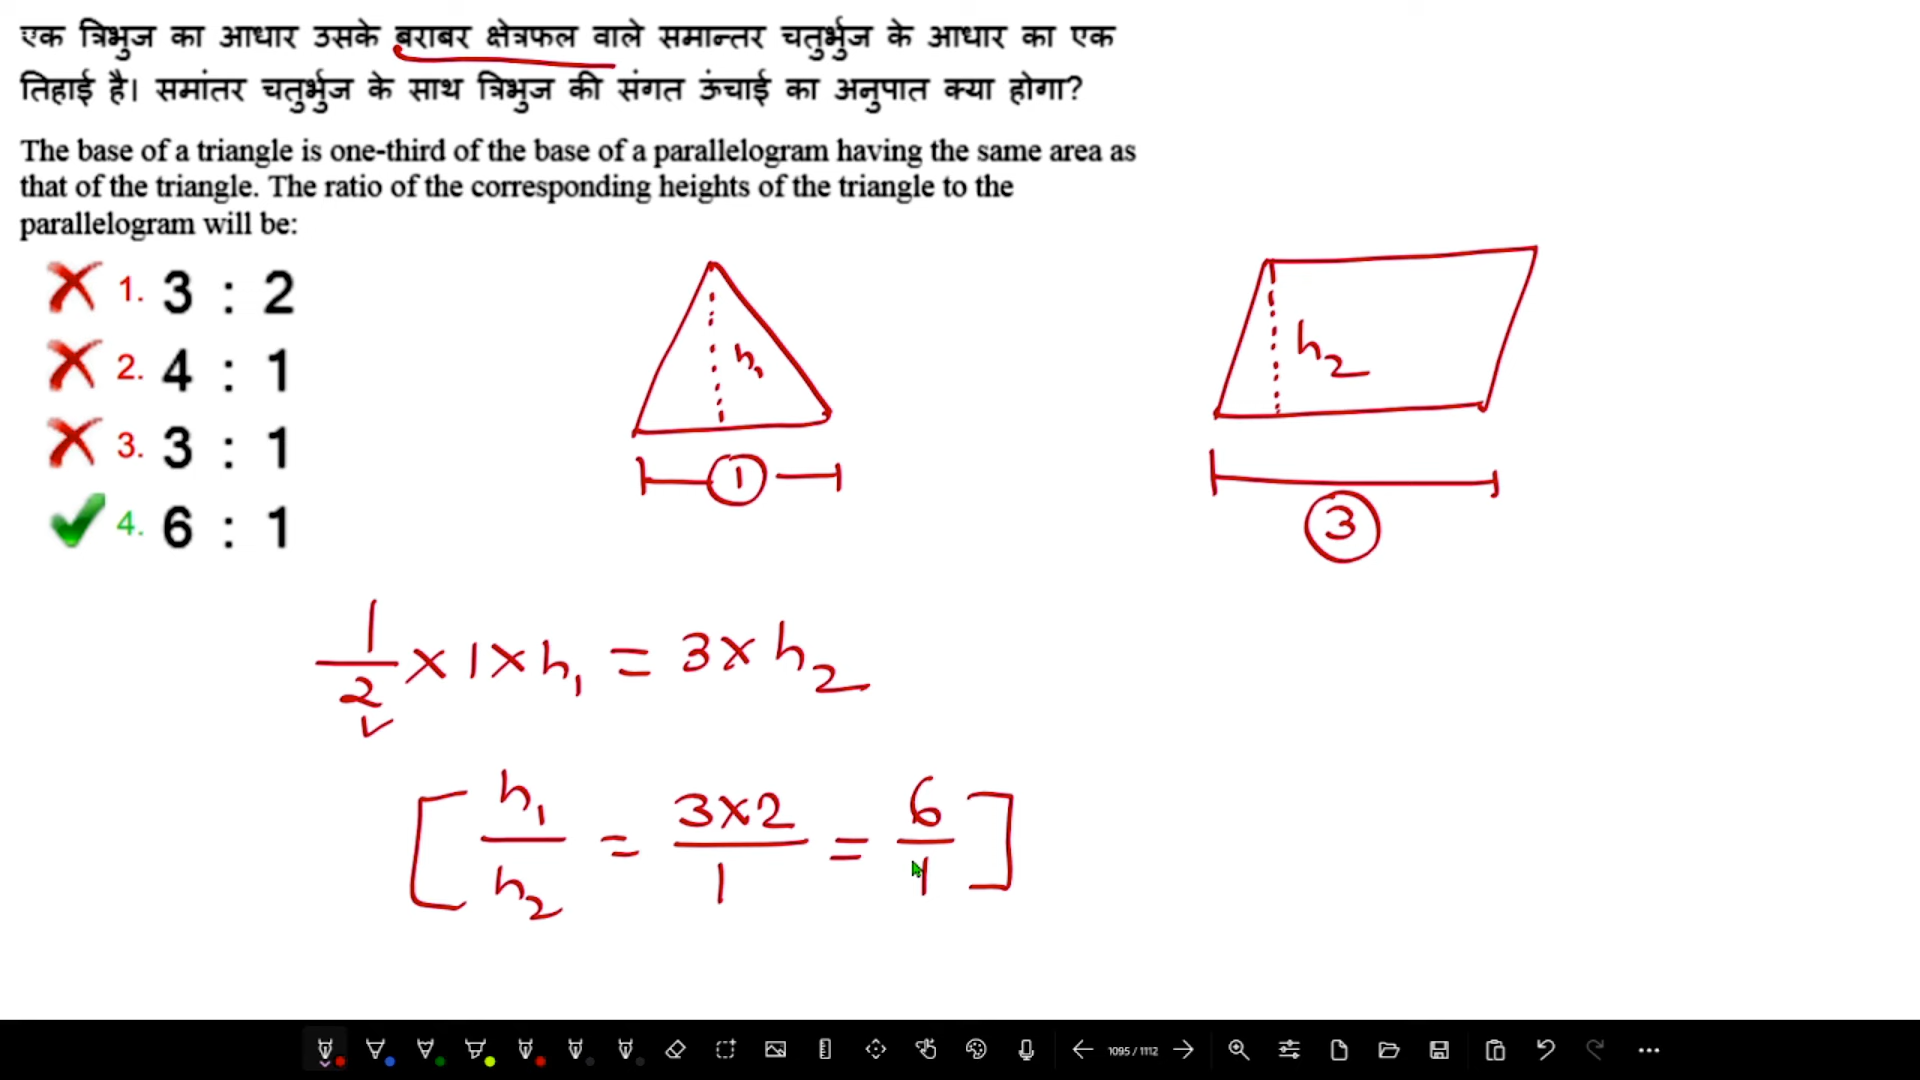 एक त्रिभुज का आधार उसके बराबर क्षेत्रफल वाले समान्तर चतुर्भुज के आधार का एक
तिहाई है। समांतर चतुर्भुज के साथ त्रिभुज की संगत ऊंचाई का अनुपात क्या होगा?
The base of a triangle is one-third of the base of a parallelogram having the same area as
that of the triangle. The ratio of the corresponding heights of the triangle to the
parallelogram will be:
1. 3 : 2
2. 4 : 1
3. 3 : 1
4. 6 : 1
h₁
h₂
1
3
1/2 × 1 × h₁ = 3 × h₂
[ h₁/h₂ = 3×2/1 = 6/1 ]
1095 / 1112